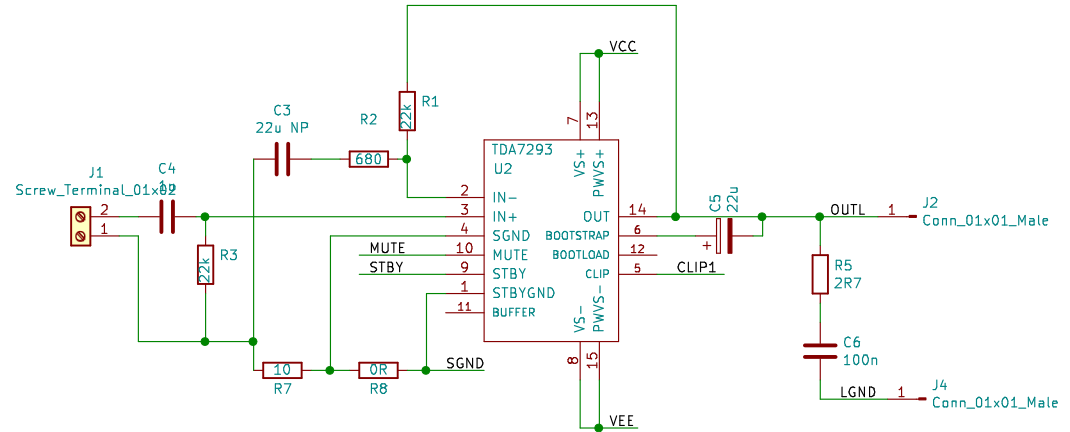 VCC
C3
22u NP
R2
R1
22k
680
7
13
TDA7293
U2
VS+
PWVS+
J1
Screw_Terminal_01x02
C4
1u
2
1
R3
22k
2
IN-
3
IN+
4
SGND
MUTE
10
MUTE
STBY
9
STBY
1
STBYGND
11
BUFFER
OUT
14
BOOTSTRAP
6
BOOTLOAD
12
CLIP
5
CLIP1
C5
22u
+
OUTL
1
J2
Conn_01x01_Male
R5
2R7
C6
100n
VS-
PWVS-
8
15
10
R7
0R
R8
SGND
LGND
1
J4
Conn_01x01_Male
VEE